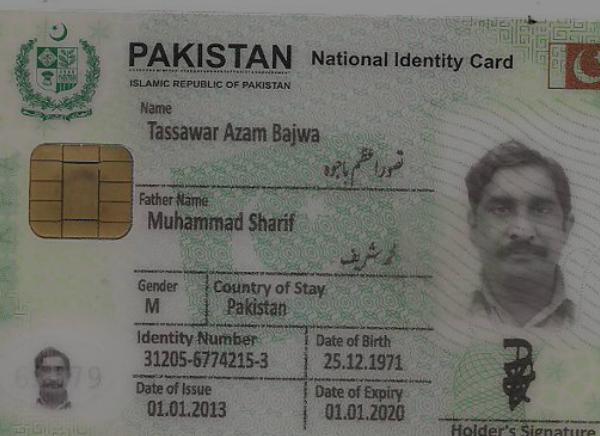 PAKISTAN National Identity Card
ISLAMIC REPUBLIC OF PAKISTAN
Name
Tassawar Azam Bajwa
تصور اعظم باجوہ
Father Name
Muhammad Sharif
محمد شریف
Gender Country of Stay
M Pakistan
Identity Number Date of Birth
31205-6774215-3 25.12.1971
Date of Issue Date of Expiry
01.01.2013 01.01.2020
Holder's Signature